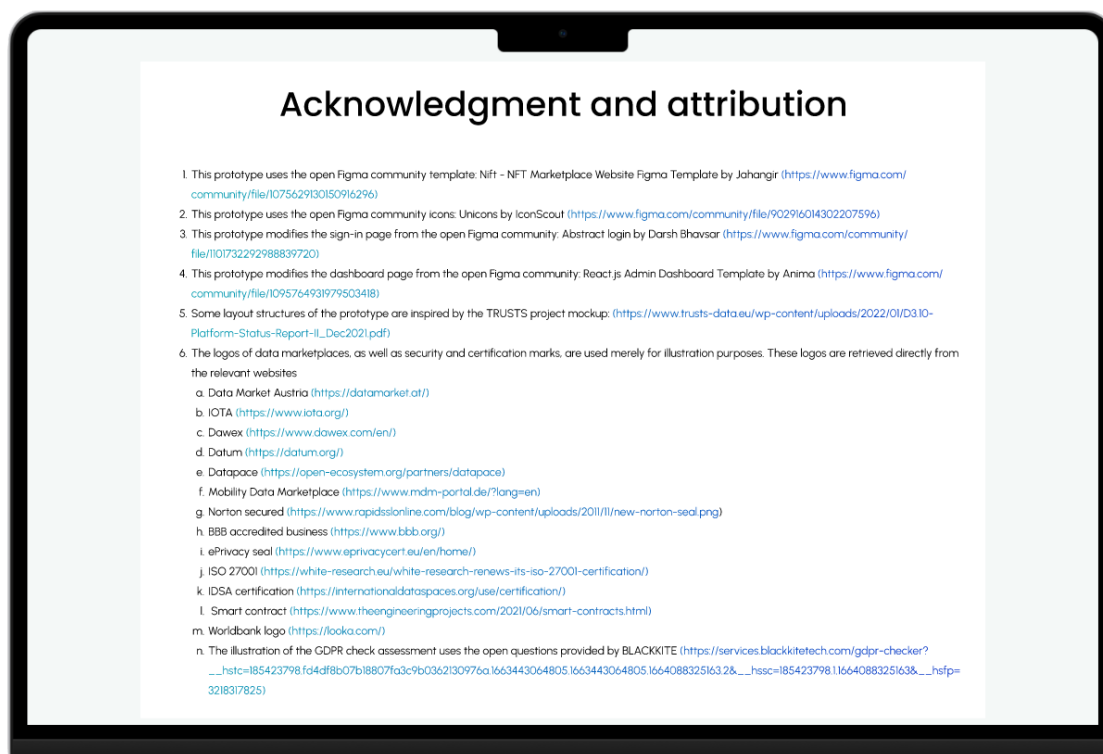 Acknowledgment and attribution
1. This prototype uses the open Figma community template: Nift - NFT Marketplace Website Figma Template by Jahangir (https://www.figma.com/
community/file/1075629130150916296)
2. This prototype uses the open Figma community icons: Unicons by IconScout (https://www.figma.com/community/file/902916014302207596)
3. This prototype modifies the sign-in page from the open Figma community: Abstract login by Darsh Bhavsar (https://www.figma.com/community/
file/1101732292988839720)
4. This prototype modifies the dashboard page from the open Figma community: React.js Admin Dashboard Template by Anima (https://www.figma.com/
community/file/1095764931979503418)
5. Some layout structures of the prototype are inspired by the TRUSTS project mockup: (https://www.trusts-data.eu/wp-content/uploads/2022/01/D3.10-
Platform-Status-Report-II_Dec2021.pdf)
6. The logos of data marketplaces, as well as security and certification marks, are used merely for illustration purposes. These logos are retrieved directly from
the relevant websites
a. Data Market Austria (https://datamarket.at/)
b. IOTA (https://www.iota.org/)
c. Dawex (https://www.dawex.com/en/)
d. Datum (https://datum.org/)
e. Datapace (https://open-ecosystem.org/partners/datapace)
f. Mobility Data Marketplace (https://www.mdm-portal.de/?lang=en)
g. Norton secured (https://www.rapidsslonline.com/blog/wp-content/uploads/2011/11/new-norton-seal.png)
h. BBB accredited business (https://www.bbb.org/)
i. ePrivacy seal (https://www.eprivacycert.eu/en/home/)
j. ISO 27001 (https://white-research.eu/white-research-renews-its-iso-27001-certification/)
k. IDSA certification (https://internationaldataspaces.org/use/certification/)
l. Smart contract (https://www.theengineeringprojects.com/2021/06/smart-contracts.html)
m. Worldbank logo (https://looka.com/)
n. The illustration of the GDPR check assessment uses the open questions provided by BLACKKITE (https://services.blackkitetech.com/gdpr-checker?
__hstc=185423798.fd4df8b07b18807fa3c9b0362130976a.1663443064805.1663443064805.1664088325163.2&__hssc=185423798.1.1664088325163&__hsfp=
3218317825)